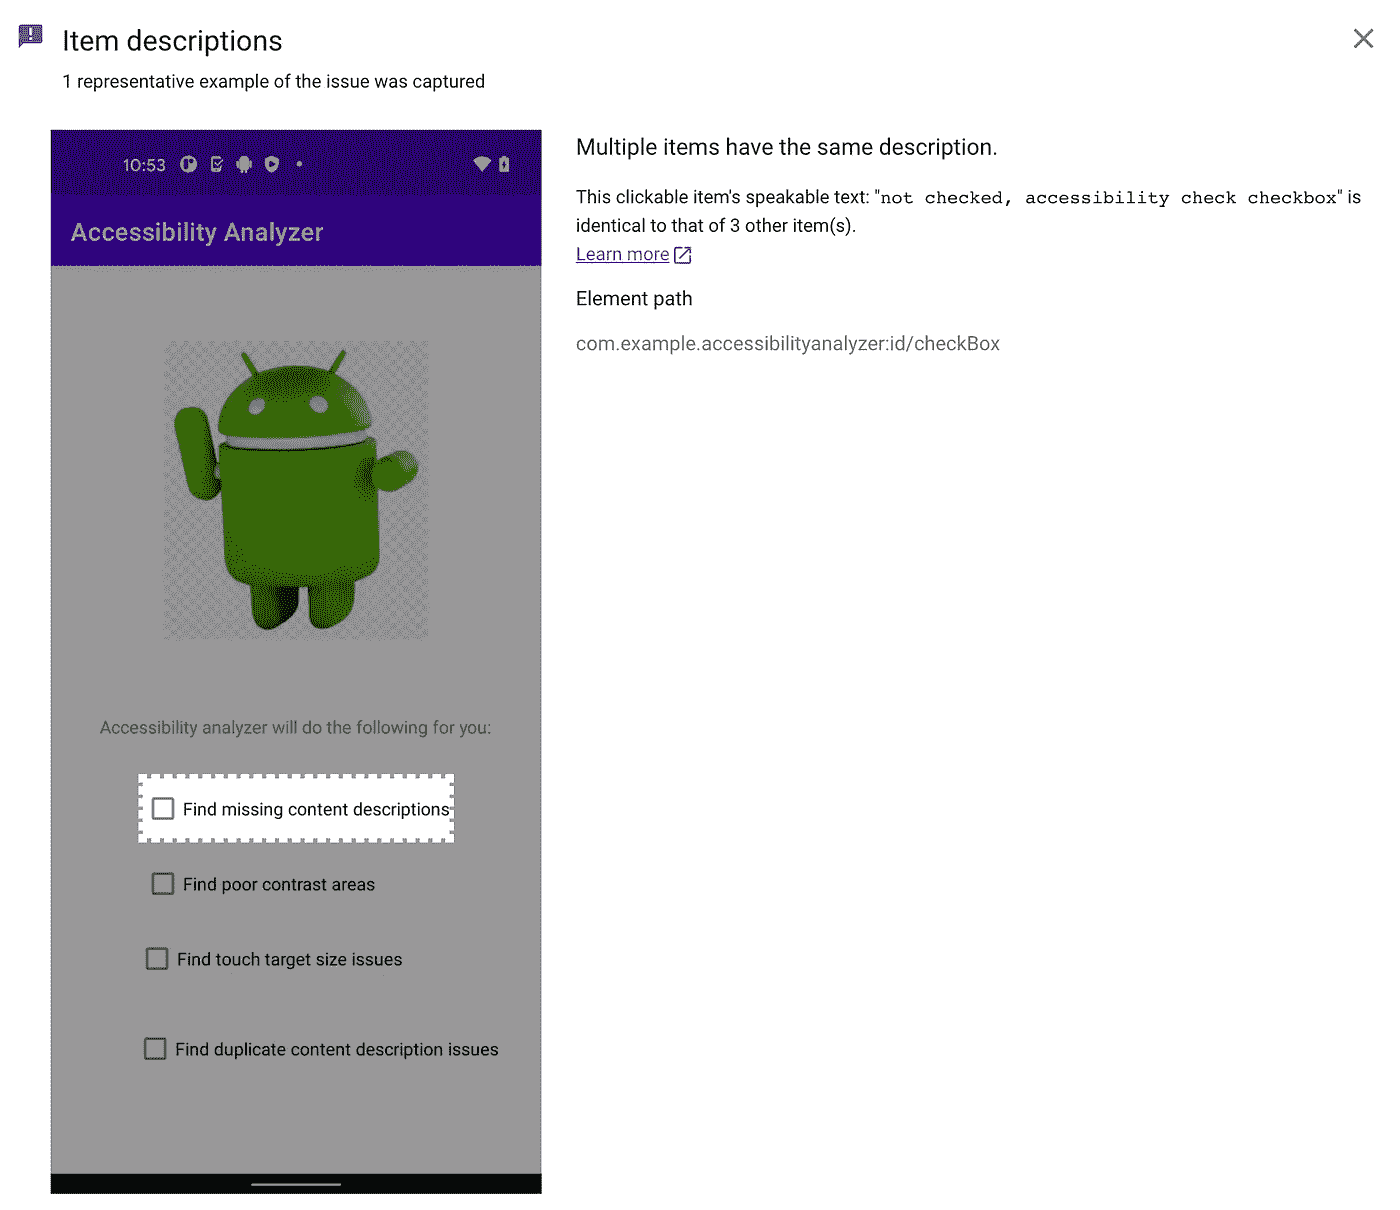 Item descriptions
1 representative example of the issue was captured
10:53
Accessibility Analyzer
Accessibility analyzer will do the following for you:
Find missing content descriptions
Find poor contrast areas
Find touch target size issues
Find duplicate content description issues
Multiple items have the same description.
This clickable item's speakable text: "not checked, accessibility check checkbox" is
identical to that of 3 other item(s).
Learn more
Element path
com.example.accessibilityanalyzer:id/checkBox